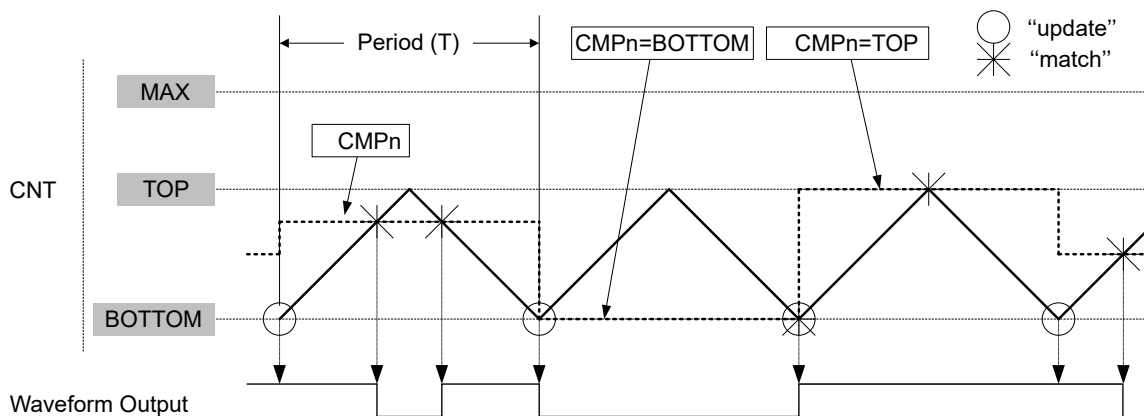 Period (T)
CMPn=BOTTOM
CMPn=TOP
“update”
“match”
MAX
CMPn
CNT
TOP
BOTTOM
Waveform Output